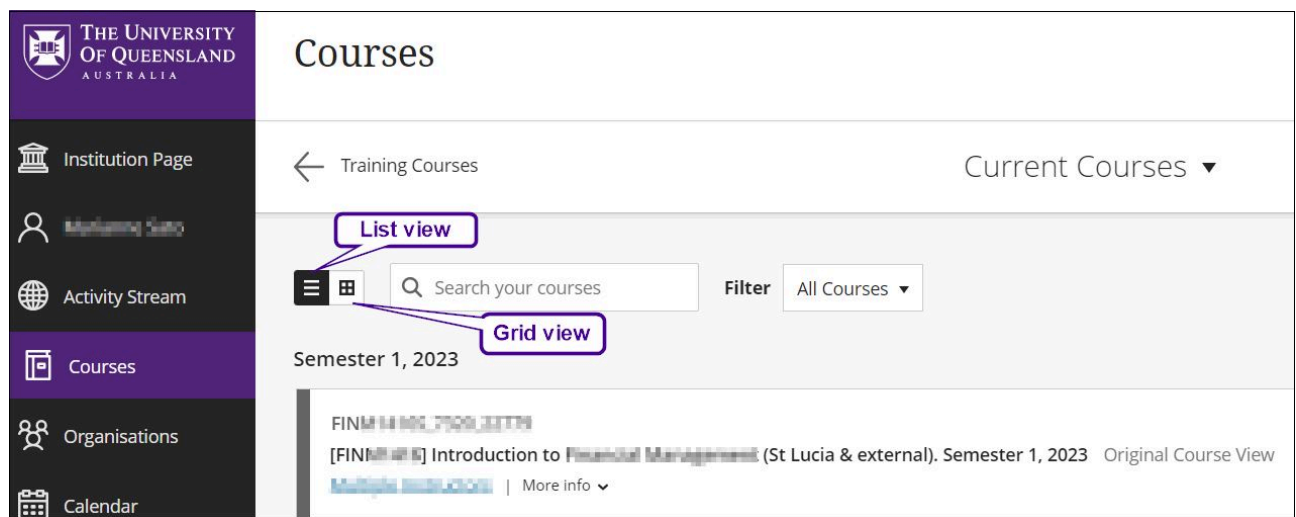 THE UNIVERSITY
OF QUEENSLAND
AUSTRALIA
Courses
Institution Page
Training Courses
Current Courses
Activity Stream
Courses
Organisations
Calendar
List view
Search your courses
Filter
All Courses
Grid view
Semester 1, 2023
FIN
[FIN ] Introduction to (St Lucia & external). Semester 1, 2023 Original Course View
| More info